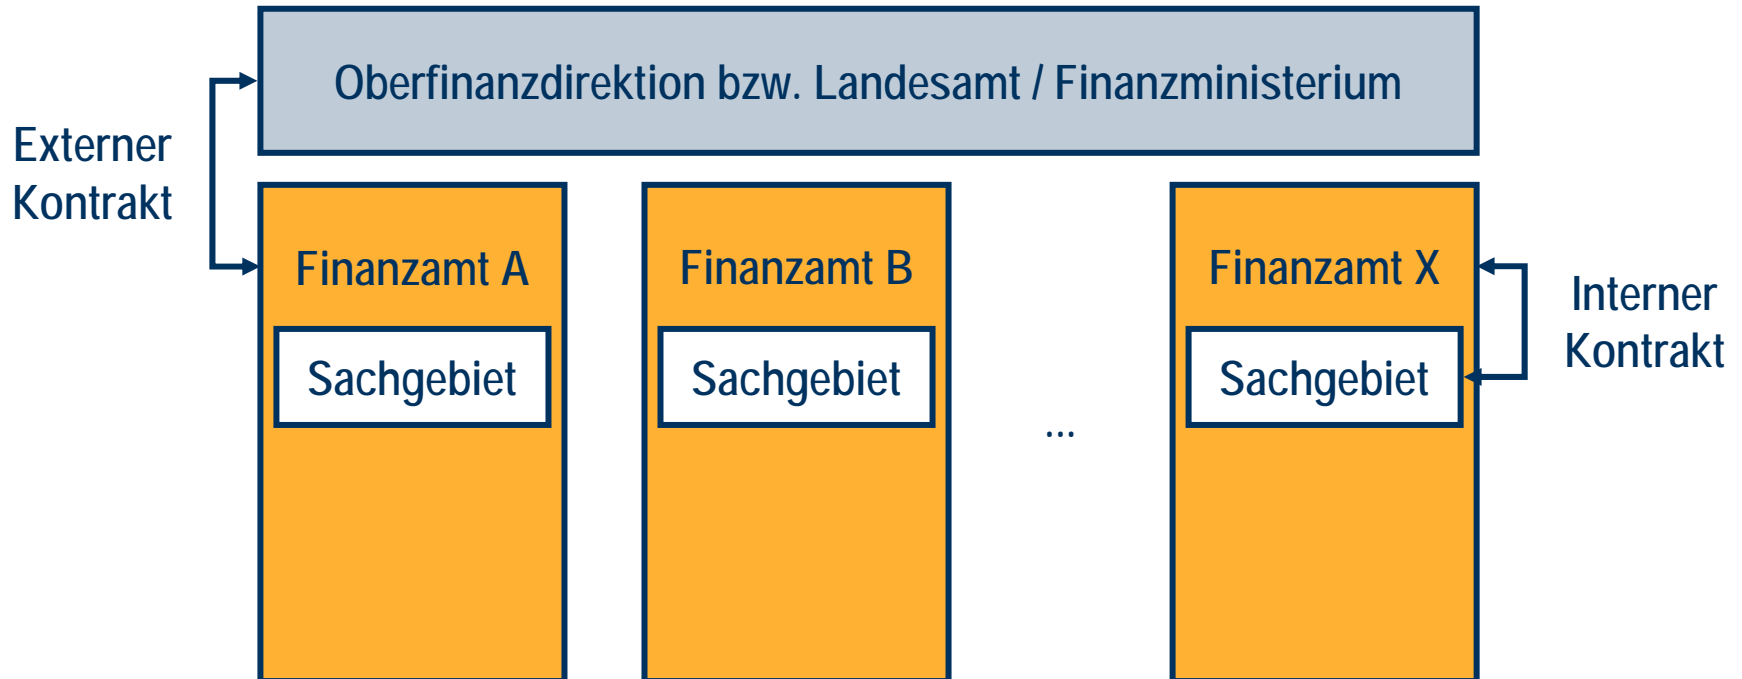 Oberfinanzdirektion bzw. Landesamt / Finanzministerium
Externer
Kontrakt
Finanzamt A
Finanzamt B
Finanzamt X
Interner
Kontrakt
Sachgebiet
Sachgebiet
Sachgebiet
...